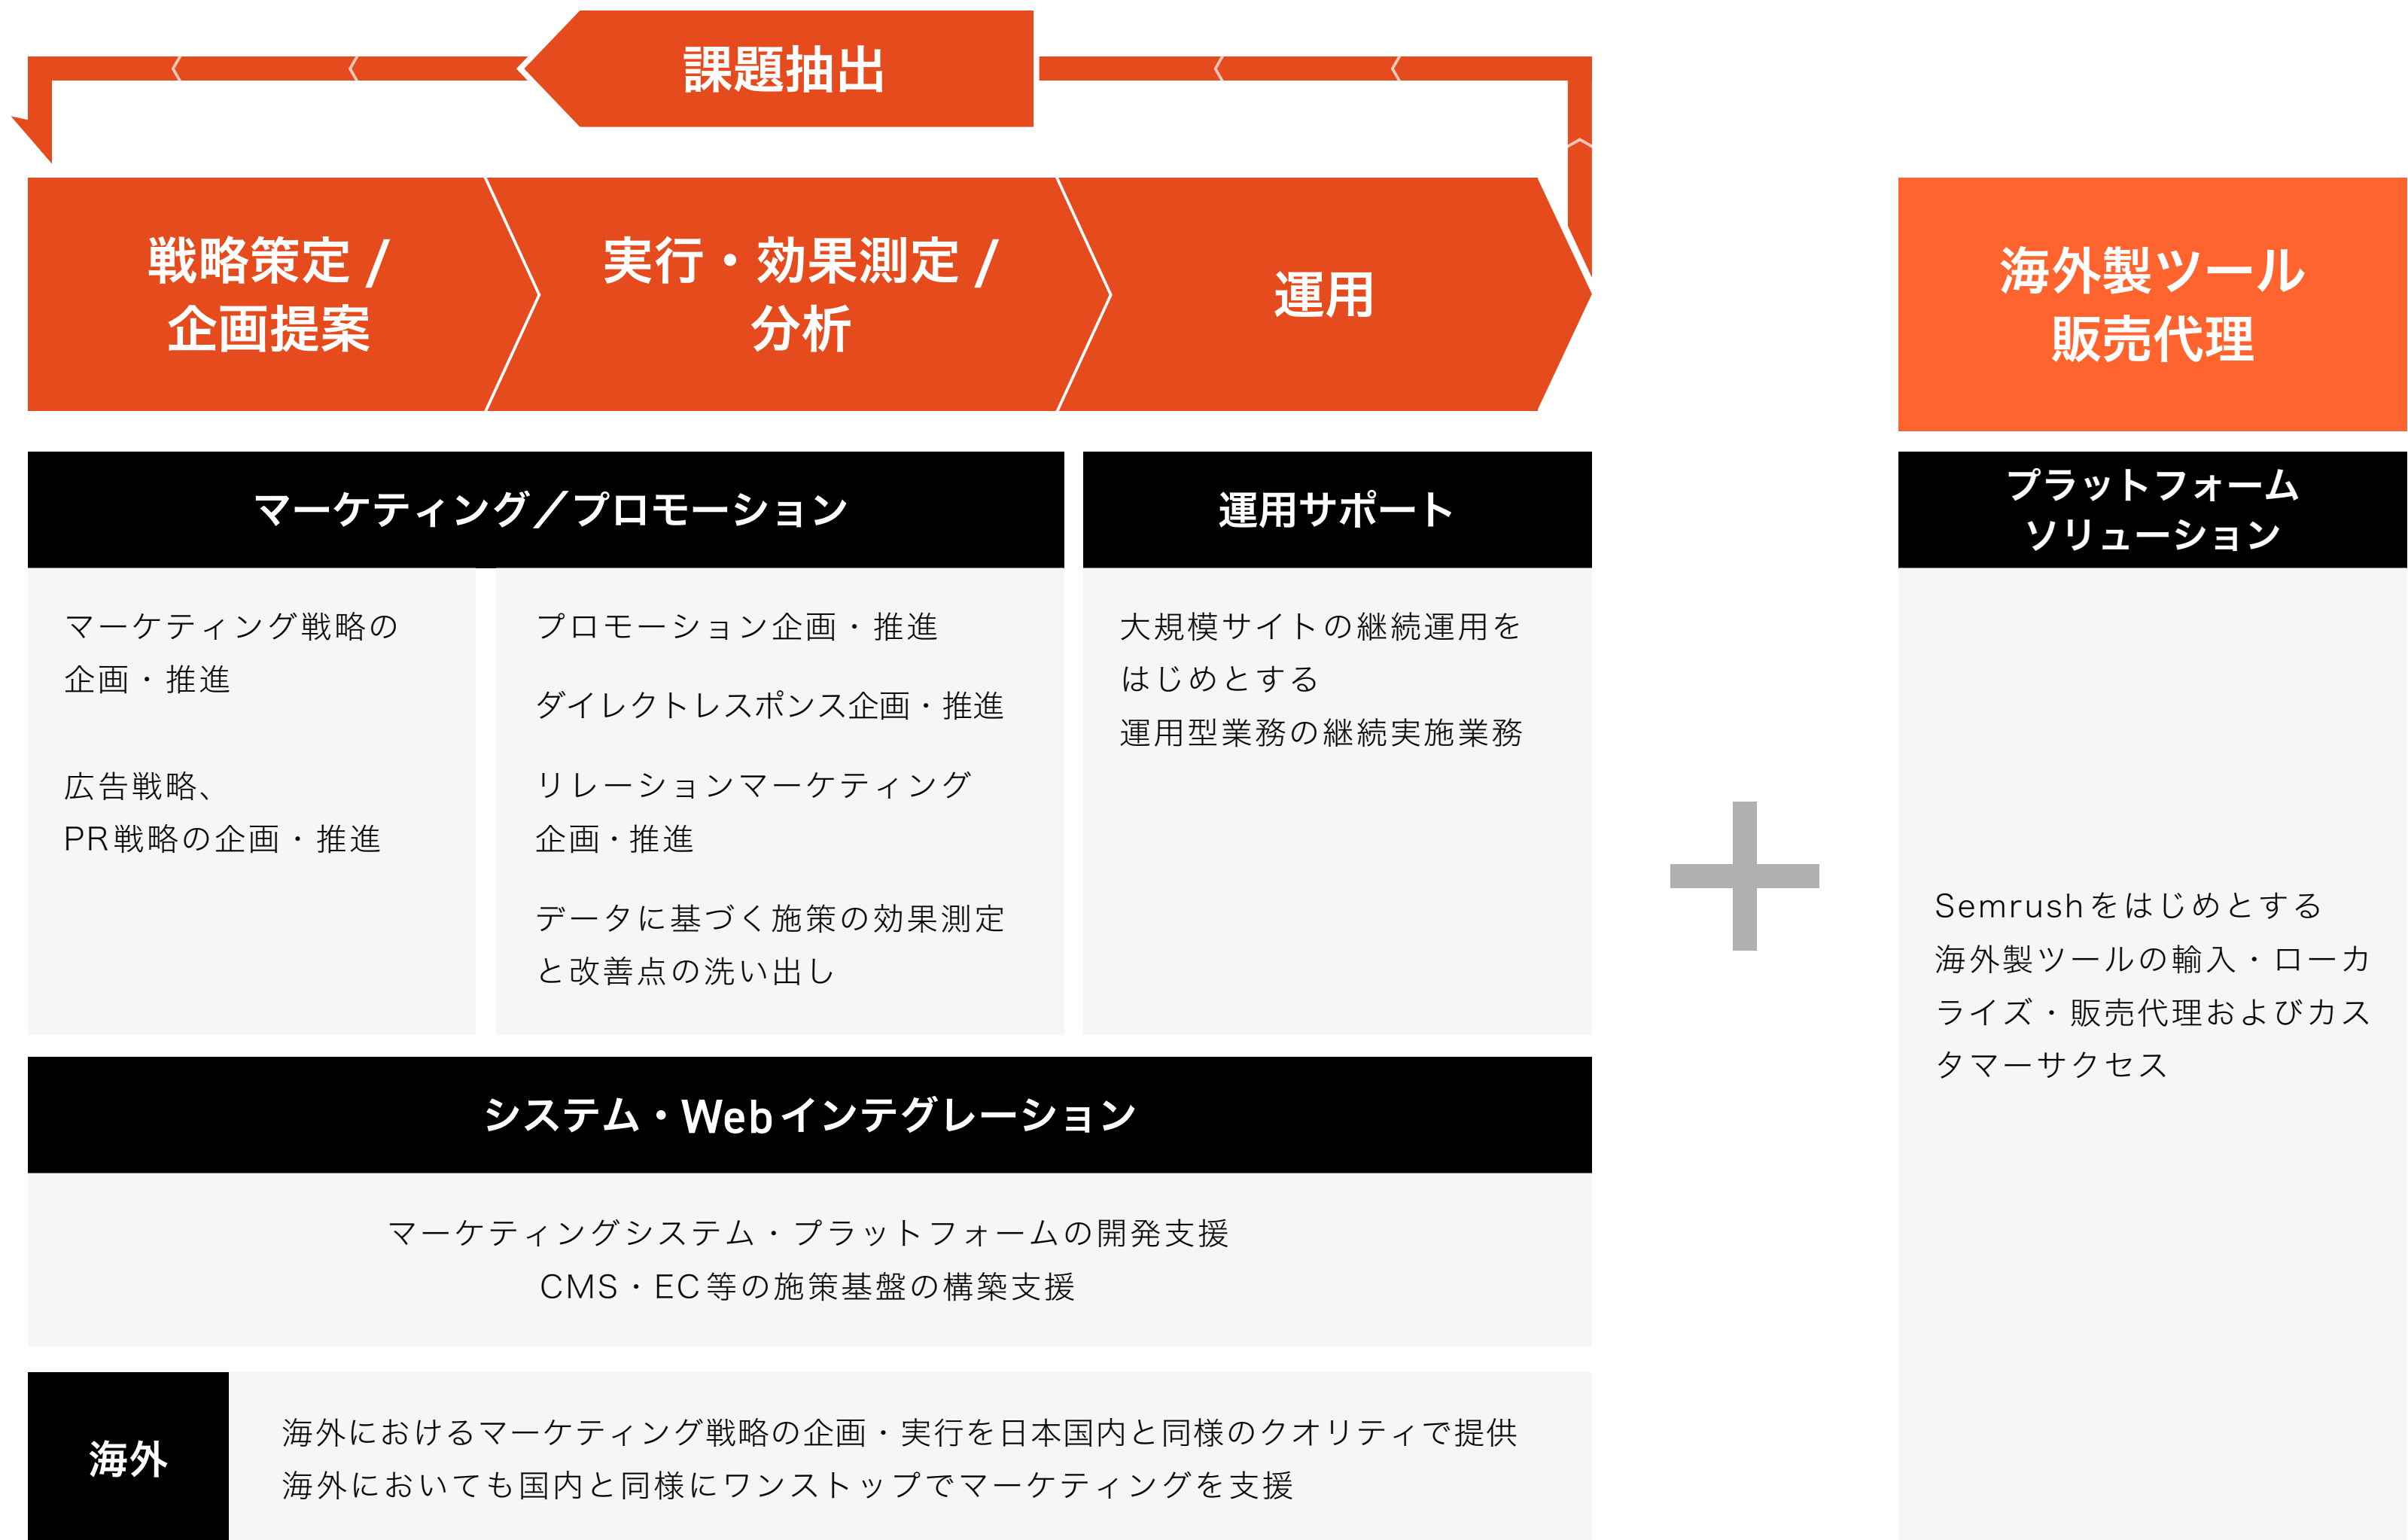 課題抽出
戦略策定 /
企画提案
実行・効果測定 /
分析
運用
海外製ツール
販売代理
マーケティング／プロモーション
運用サポート
プラットフォーム
ソリューション
マーケティング戦略の
企画・推進
広告戦略、
PR戦略の企画・推進
プロモーション企画・推進
ダイレクトレスポンス企画・推進
リレーションマーケティング
企画・推進
データに基づく施策の効果測定
と改善点の洗い出し
大規模サイトの継続運用を
はじめとする
運用型業務の継続実施業務
Semrushをはじめとする
海外製ツールの輸入・ローカ
ライズ・販売代理およびカス
タマーサクセス
システム・Webインテグレーション
マーケティングシステム・プラットフォームの開発支援
CMS・EC等の施策基盤の構築支援
海外
海外におけるマーケティング戦略の企画・実行を日本国内と同様のクオリティで提供
海外においても国内と同様にワンストップでマーケティングを支援